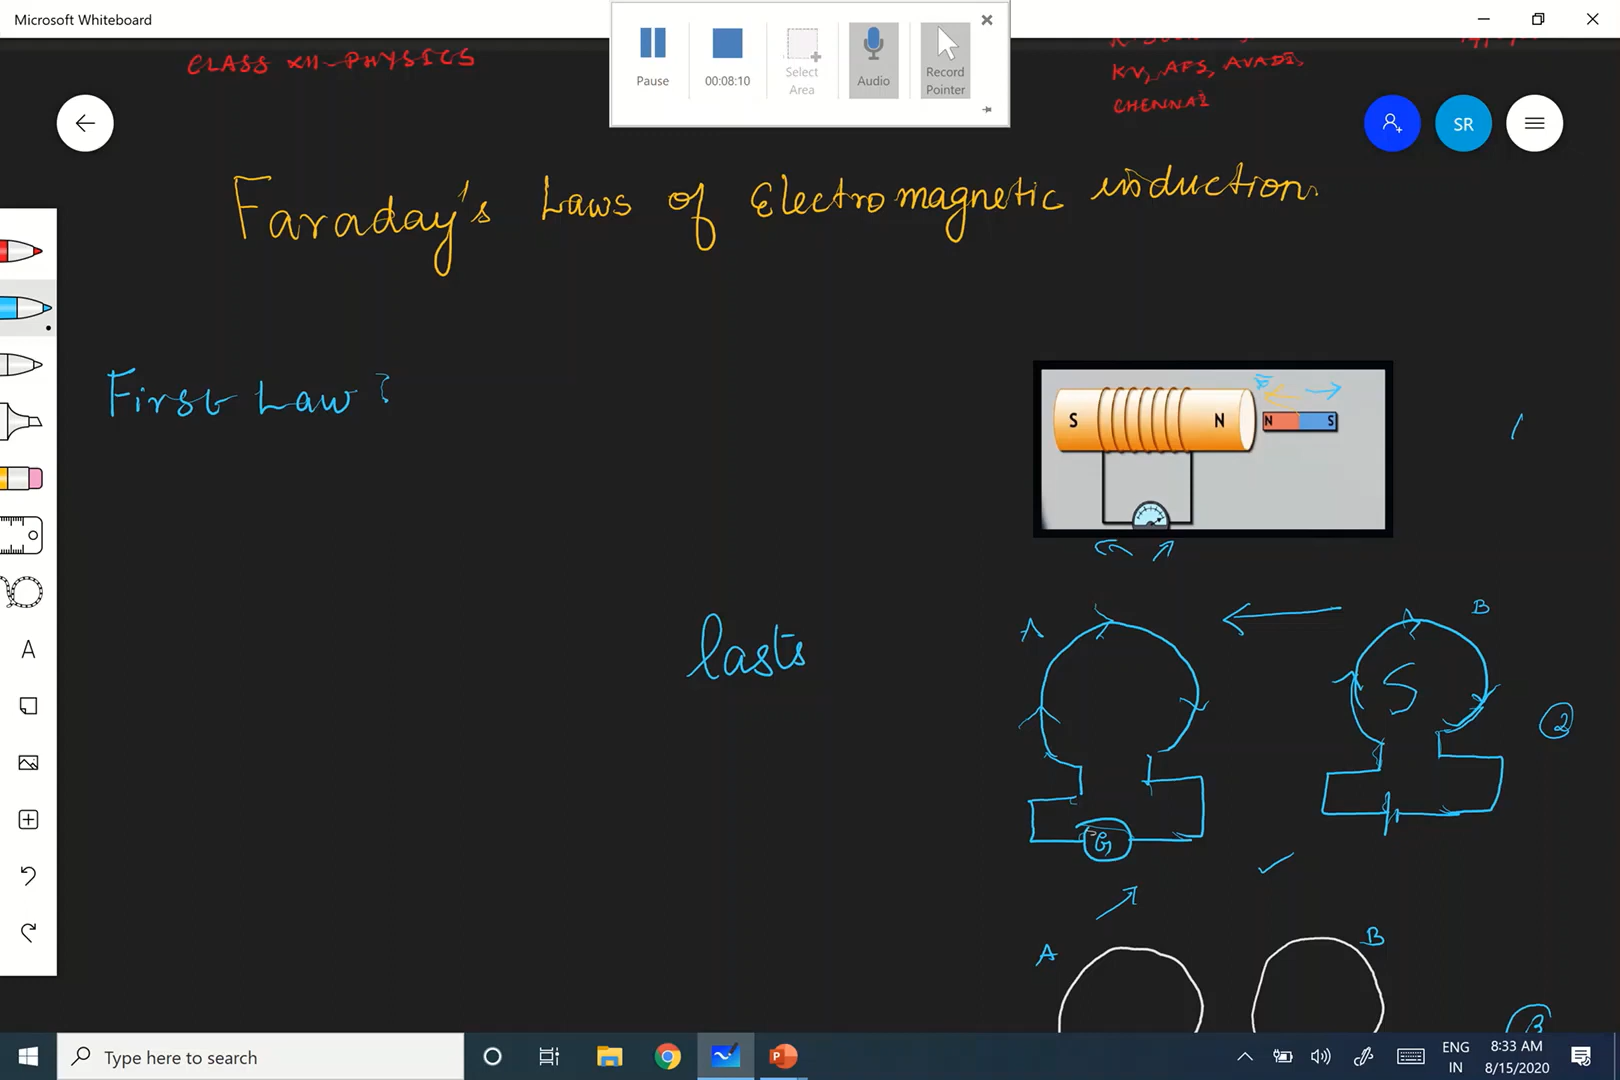 Microsoft Whiteboard
Pause
00:08:10
Select Area
Audio
Record Pointer
CLASS XII-PHYSICS
KV, AFS, AVADI,
CHENNAI
SR
Faraday's Laws of Electromagnetic induction.
First Law:
S N N S
lasts
A B
S
2
G
A B
3
A
Type here to search
P
ENG
IN
8:33 AM
8/15/2020